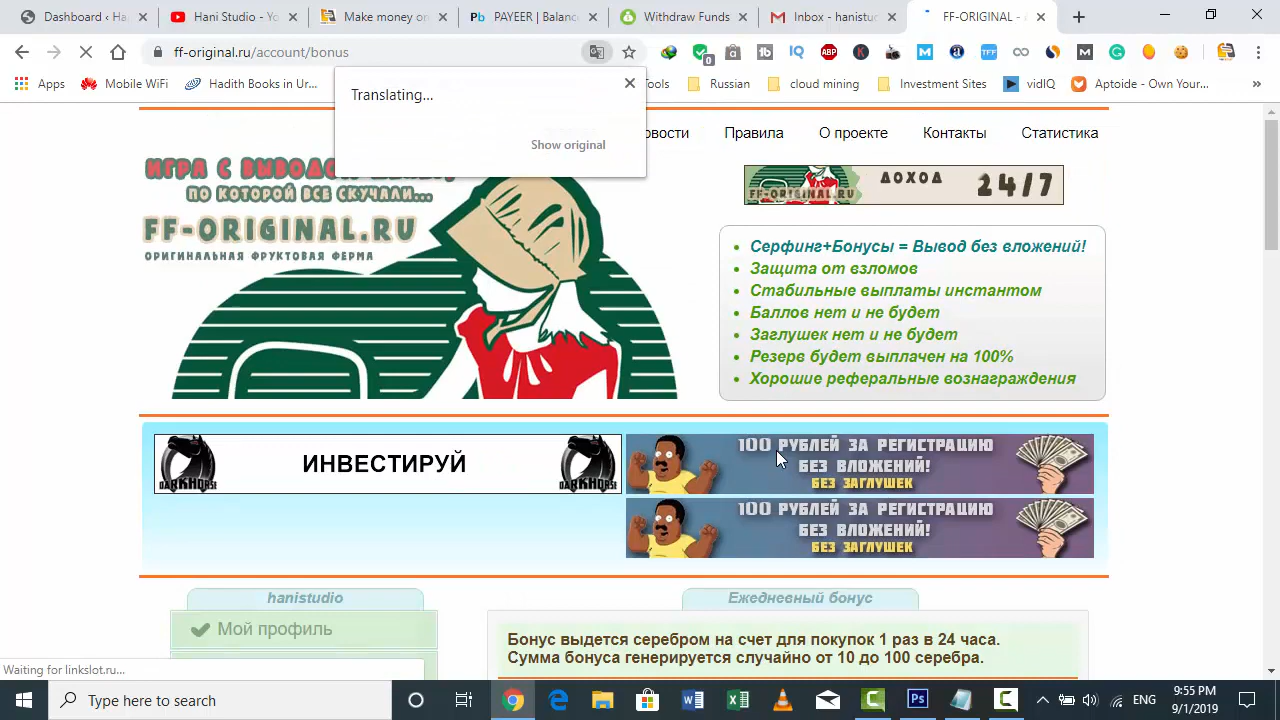 Dashboard ‹ Ha
Hani Studio - Yo
Make money on
PAYEER | Balanc
Withdraw Funds
Inbox - hanistud
FF-ORIGINAL - A
ff-original.ru/account/bonus
Apps
Mobile WiFi
Hadith Books in Ur...
Tools
Russian
cloud mining
Investment Sites
vidIQ
Aptoide - Own Your...
Translating...
Show original
овости
Правила
О проекте
Контакты
Статистика
ИГРА С ВЫВОДОМ
ПО КОТОРОЙ ВСЕ СКУЧАЛИ...
FF-ORIGINAL.RU
ОРИГИНАЛЬНАЯ ФРУКТОВАЯ ФЕРМА
FF-ORIGINAL.RU
ДОХОД
24/7
Серфинг+Бонусы = Вывод без вложений!
Защита от взломов
Стабильные выплаты инстантом
Баллов нет и не будет
Заглушек нет и не будет
Резерв будет выплачен на 100%
Хорошие реферальные вознаграждения
DARKHORSE
ИНВЕСТИРУЙ
DARKHORSE
100 РУБЛЕЙ ЗА РЕГИСТРАЦИЮ
БЕЗ ВЛОЖЕНИЙ!
БЕЗ ЗАГЛУШЕК
100 РУБЛЕЙ ЗА РЕГИСТРАЦИЮ
БЕЗ ВЛОЖЕНИЙ!
БЕЗ ЗАГЛУШЕК
hanistudio
Мой профиль
Ежедневный бонус
Бонус выдется серебром на счет для покупок 1 раз в 24 часа.
Сумма бонуса генерируется случайно от 10 до 100 серебра.
Waiting for linkslot.ru...
Type here to search
ENG
9:55 PM
9/1/2019